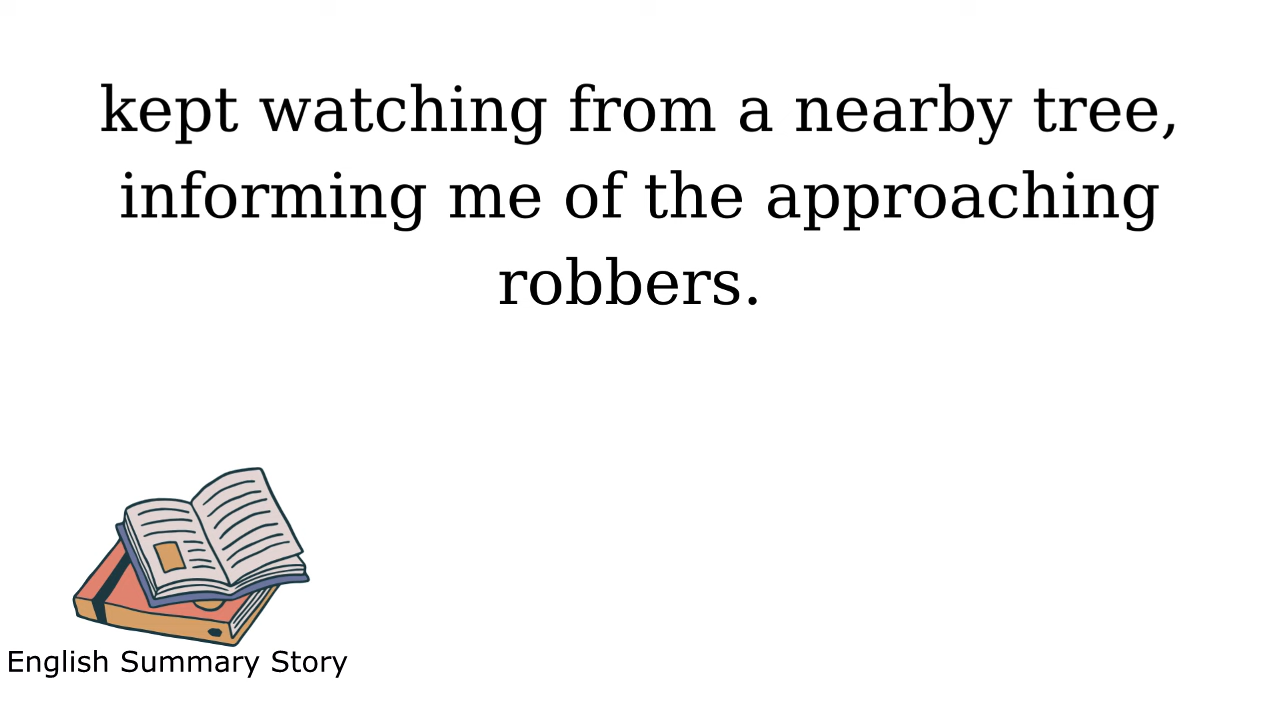 kept watching from a nearby tree,
informing me of the approaching
robbers.
English Summary Story